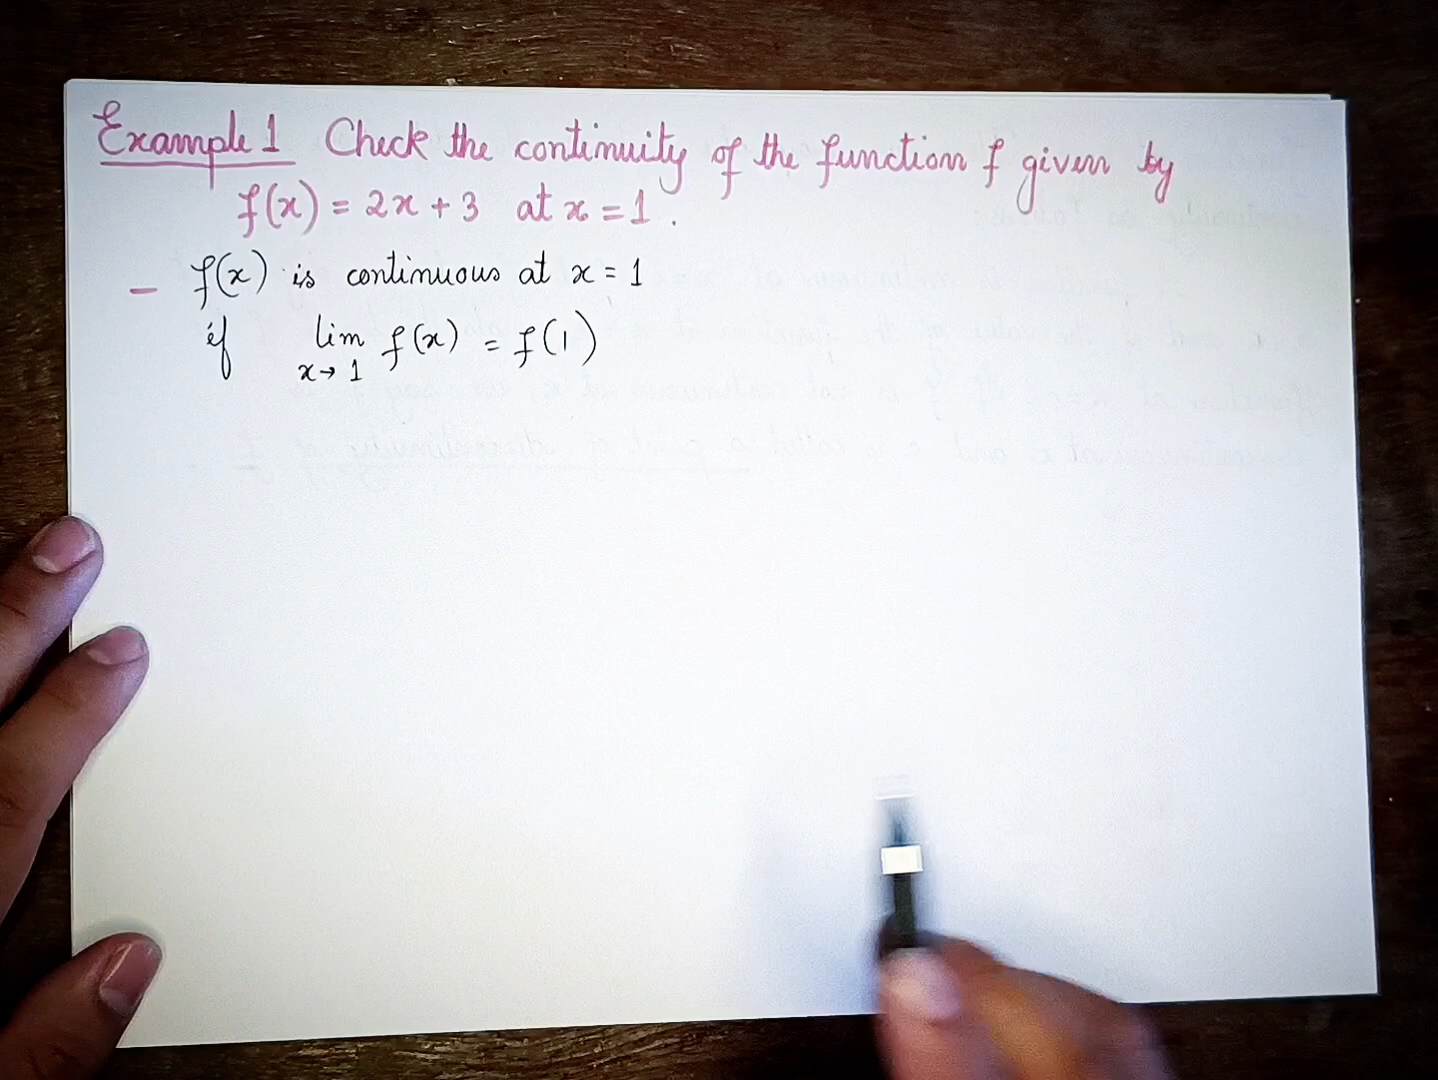 Example 1 Check the continuity of the function f given by
f(x) = 2x + 3 at x = 1.
- f(x) is continuous at x = 1
if lim f(x) = f(1)
x→1